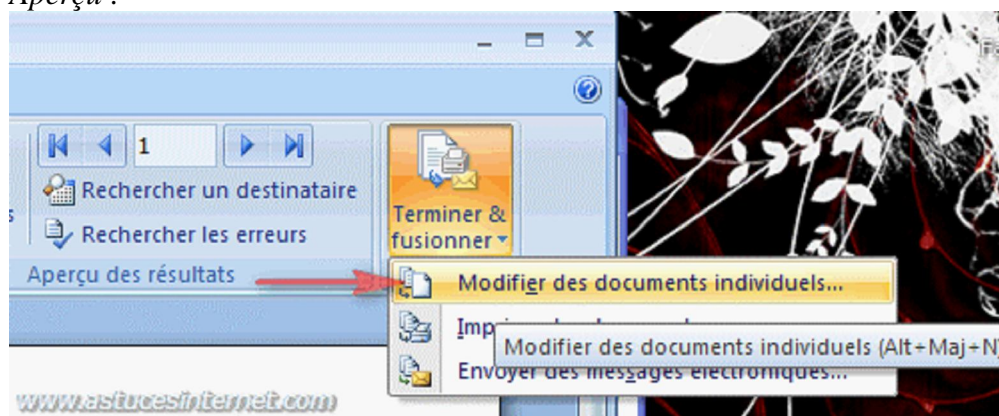 Aperçu :
1
Rechercher un destinataire
Rechercher les erreurs
Aperçu des résultats
Terminer &
fusionner
Modifier des documents individuels...
Modifier des documents individuels (Alt+Maj+N)
Envoyer des messages électroniques...
www.astucesinternet.com